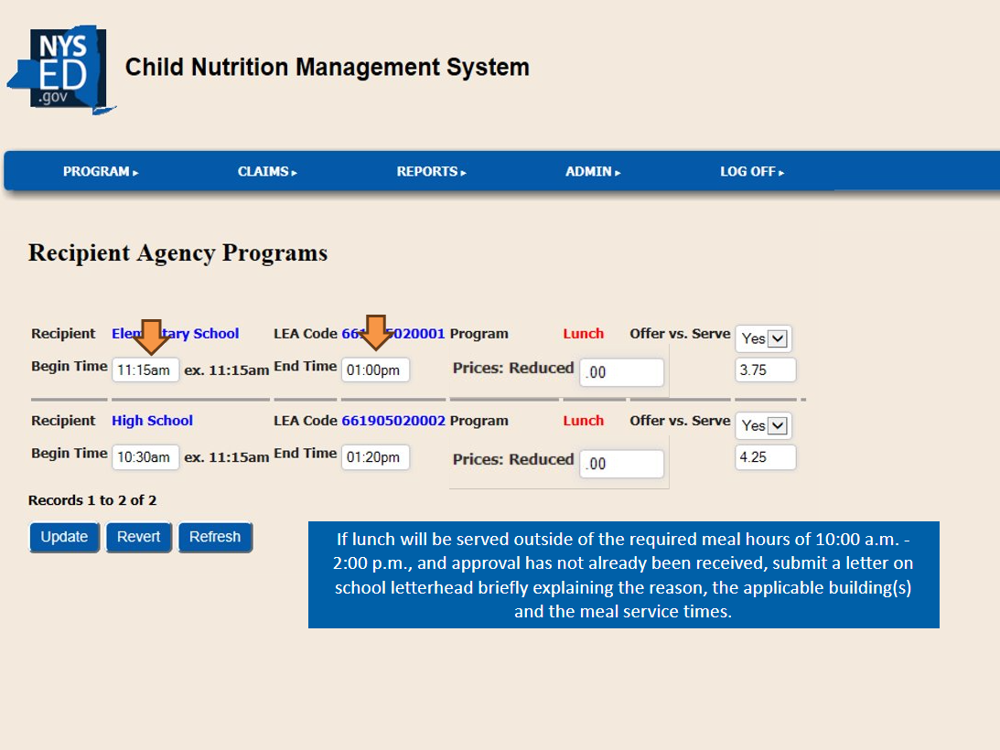 NYS
ED
.gov
Child Nutrition Management System
PROGRAM▸ CLAIMS▸ REPORTS▸ ADMIN▸ LOG OFF▸
Recipient Agency Programs
Recipient Elementary School LEA Code 661905020001 Program Lunch Offer vs. Serve Yes
Begin Time 11:15am ex. 11:15am End Time 01:00pm Prices: Reduced .00 3.75
Recipient High School LEA Code 661905020002 Program Lunch Offer vs. Serve Yes
Begin Time 10:30am ex. 11:15am End Time 01:20pm Prices: Reduced .00 4.25
Records 1 to 2 of 2
Update Revert Refresh
If lunch will be served outside of the required meal hours of 10:00 a.m. -
2:00 p.m., and approval has not already been received, submit a letter on
school letterhead briefly explaining the reason, the applicable building(s)
and the meal service times.